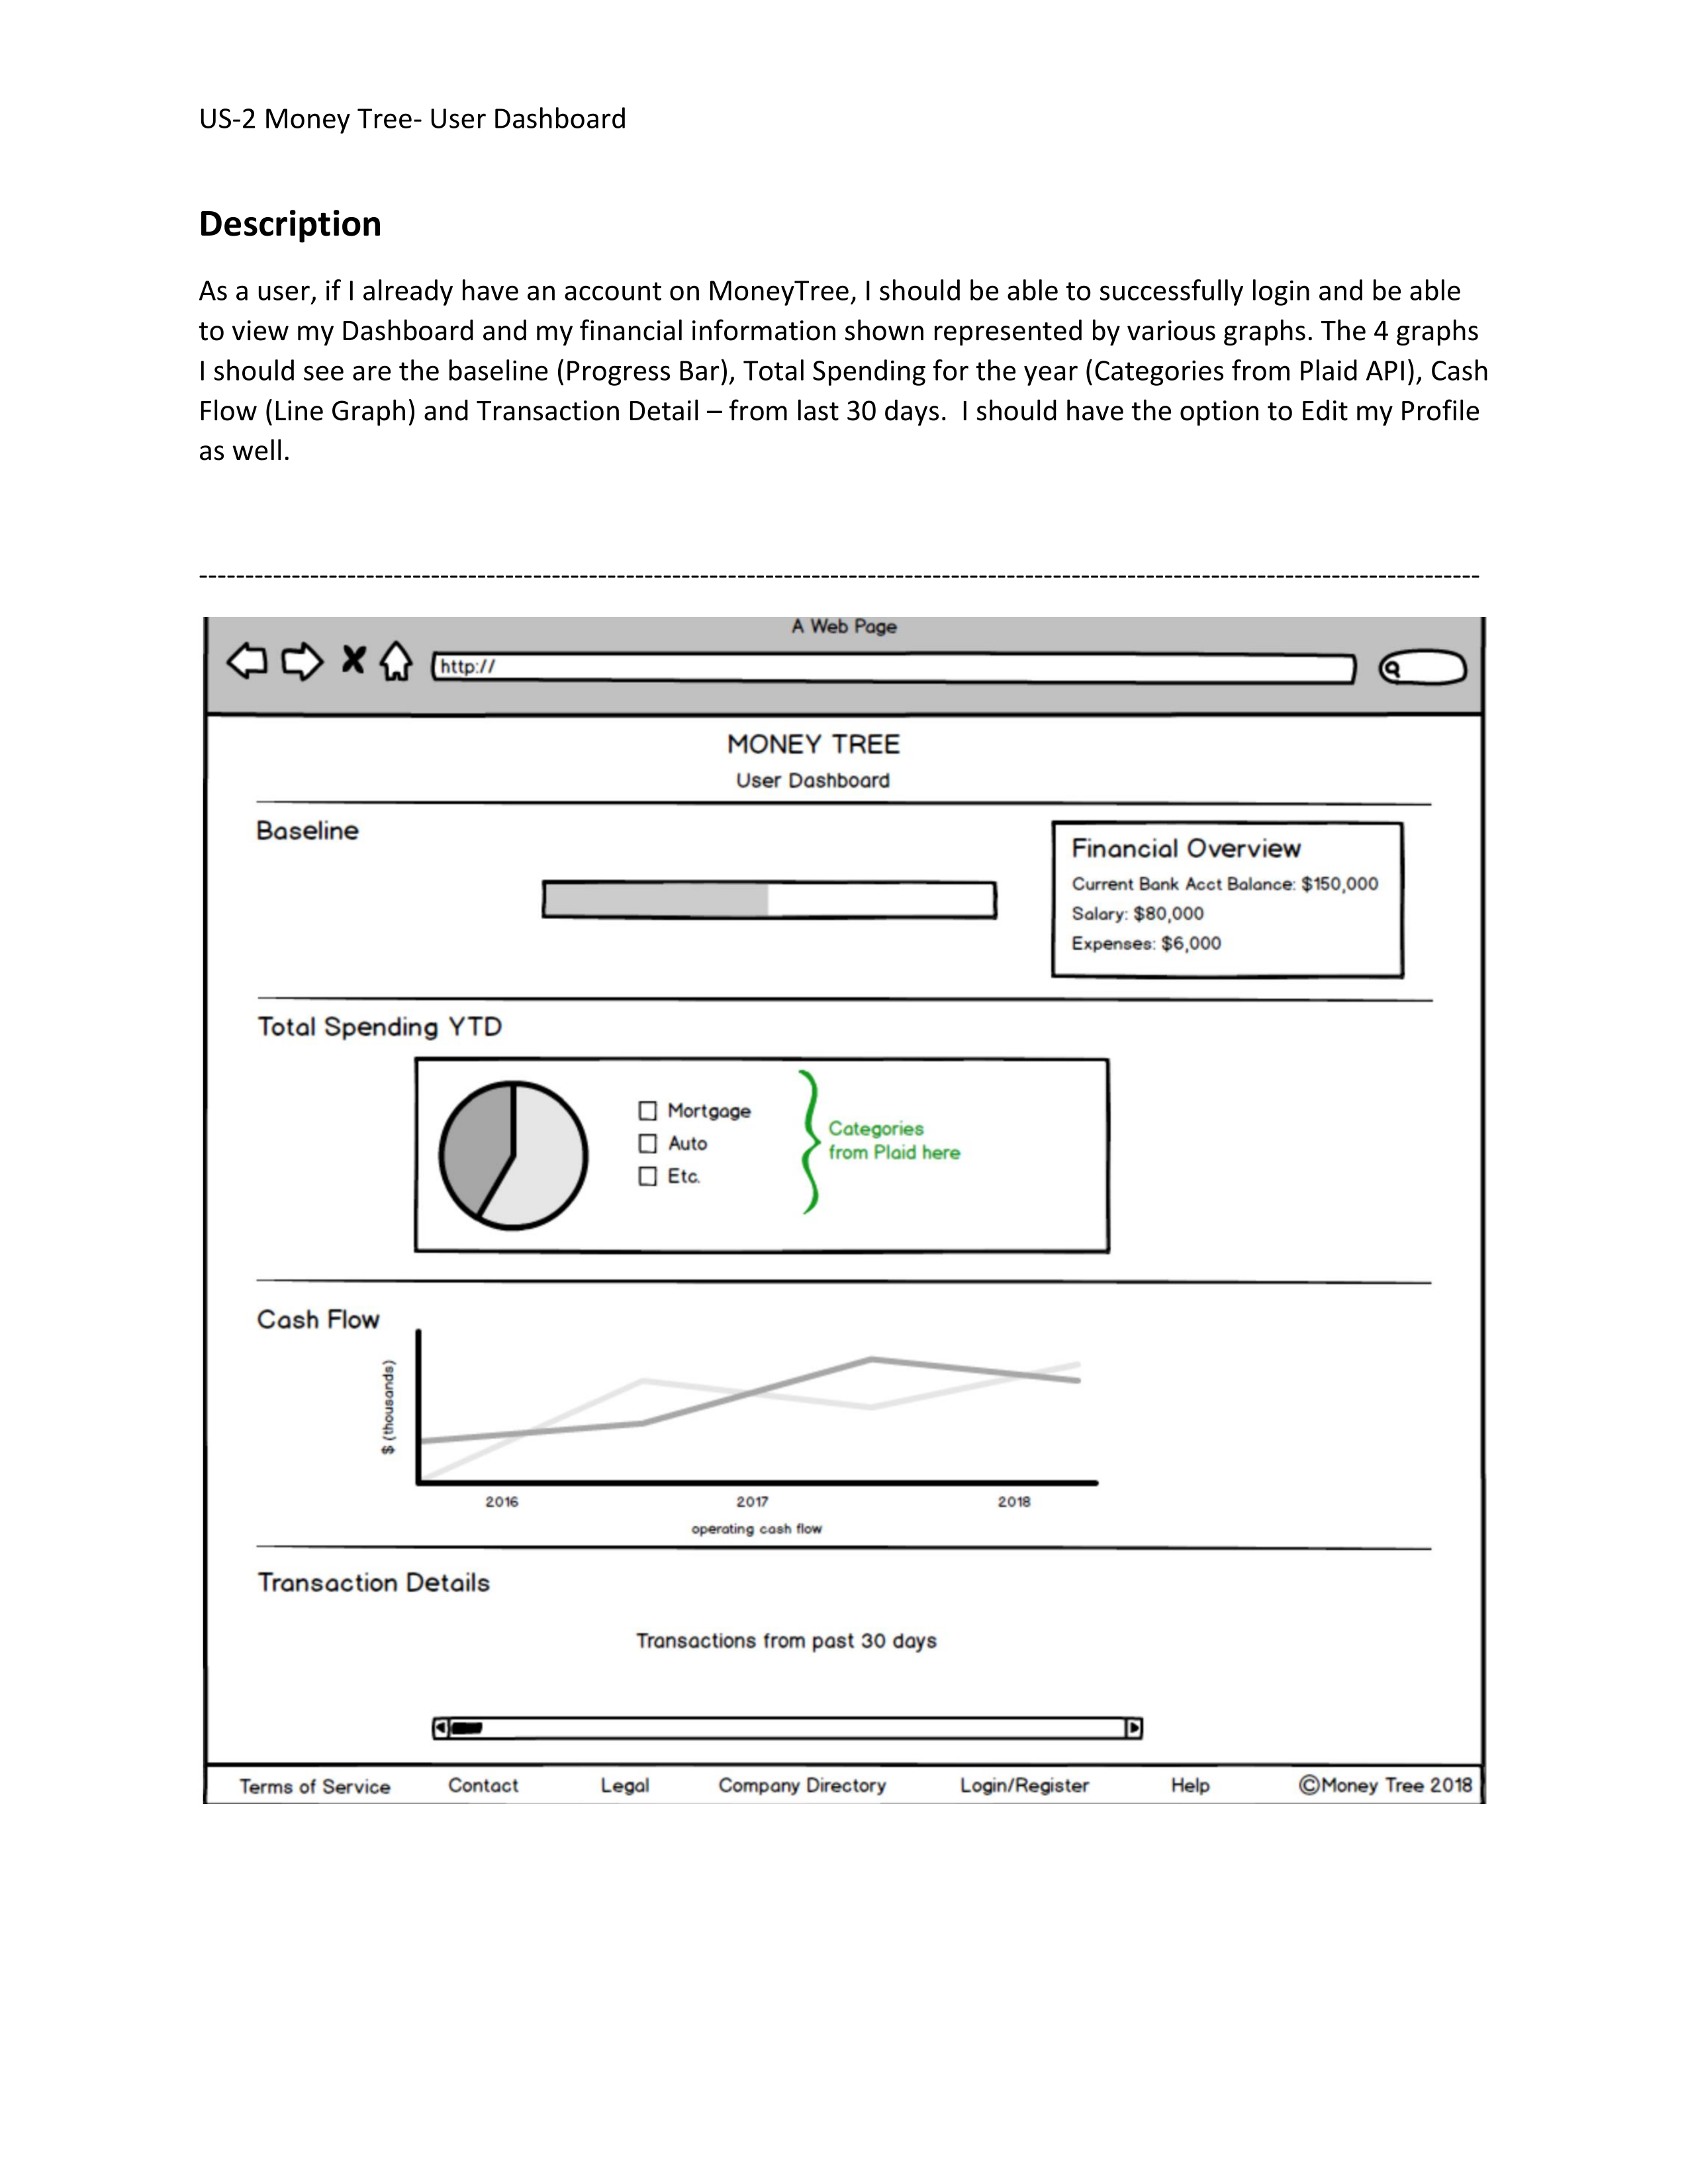 US-2 Money Tree- User Dashboard
Description
As a user, if I already have an account on MoneyTree, I should be able to successfully login and be able
to view my Dashboard and my financial information shown represented by various graphs. The 4 graphs
I should see are the baseline (Progress Bar), Total Spending for the year (Categories from Plaid API), Cash
Flow (Line Graph) and Transaction Detail – from last 30 days.  I should have the option to Edit my Profile
as well.
-------------------------------------------------------------------------------------------------------------------------------------------
A Web Page
http://
MONEY TREE
User Dashboard
Baseline
Financial Overview
Current Bank Acct Balance: $150,000
Salary: $80,000
Expenses: $6,000
Total Spending YTD
Mortgage
Auto
Etc.
Categories
from Plaid here
Cash Flow
$ (thousands)
2016 2017 2018
operating cash flow
Transaction Details
Transactions from past 30 days
Terms of Service Contact Legal Company Directory Login/Register Help ©Money Tree 2018